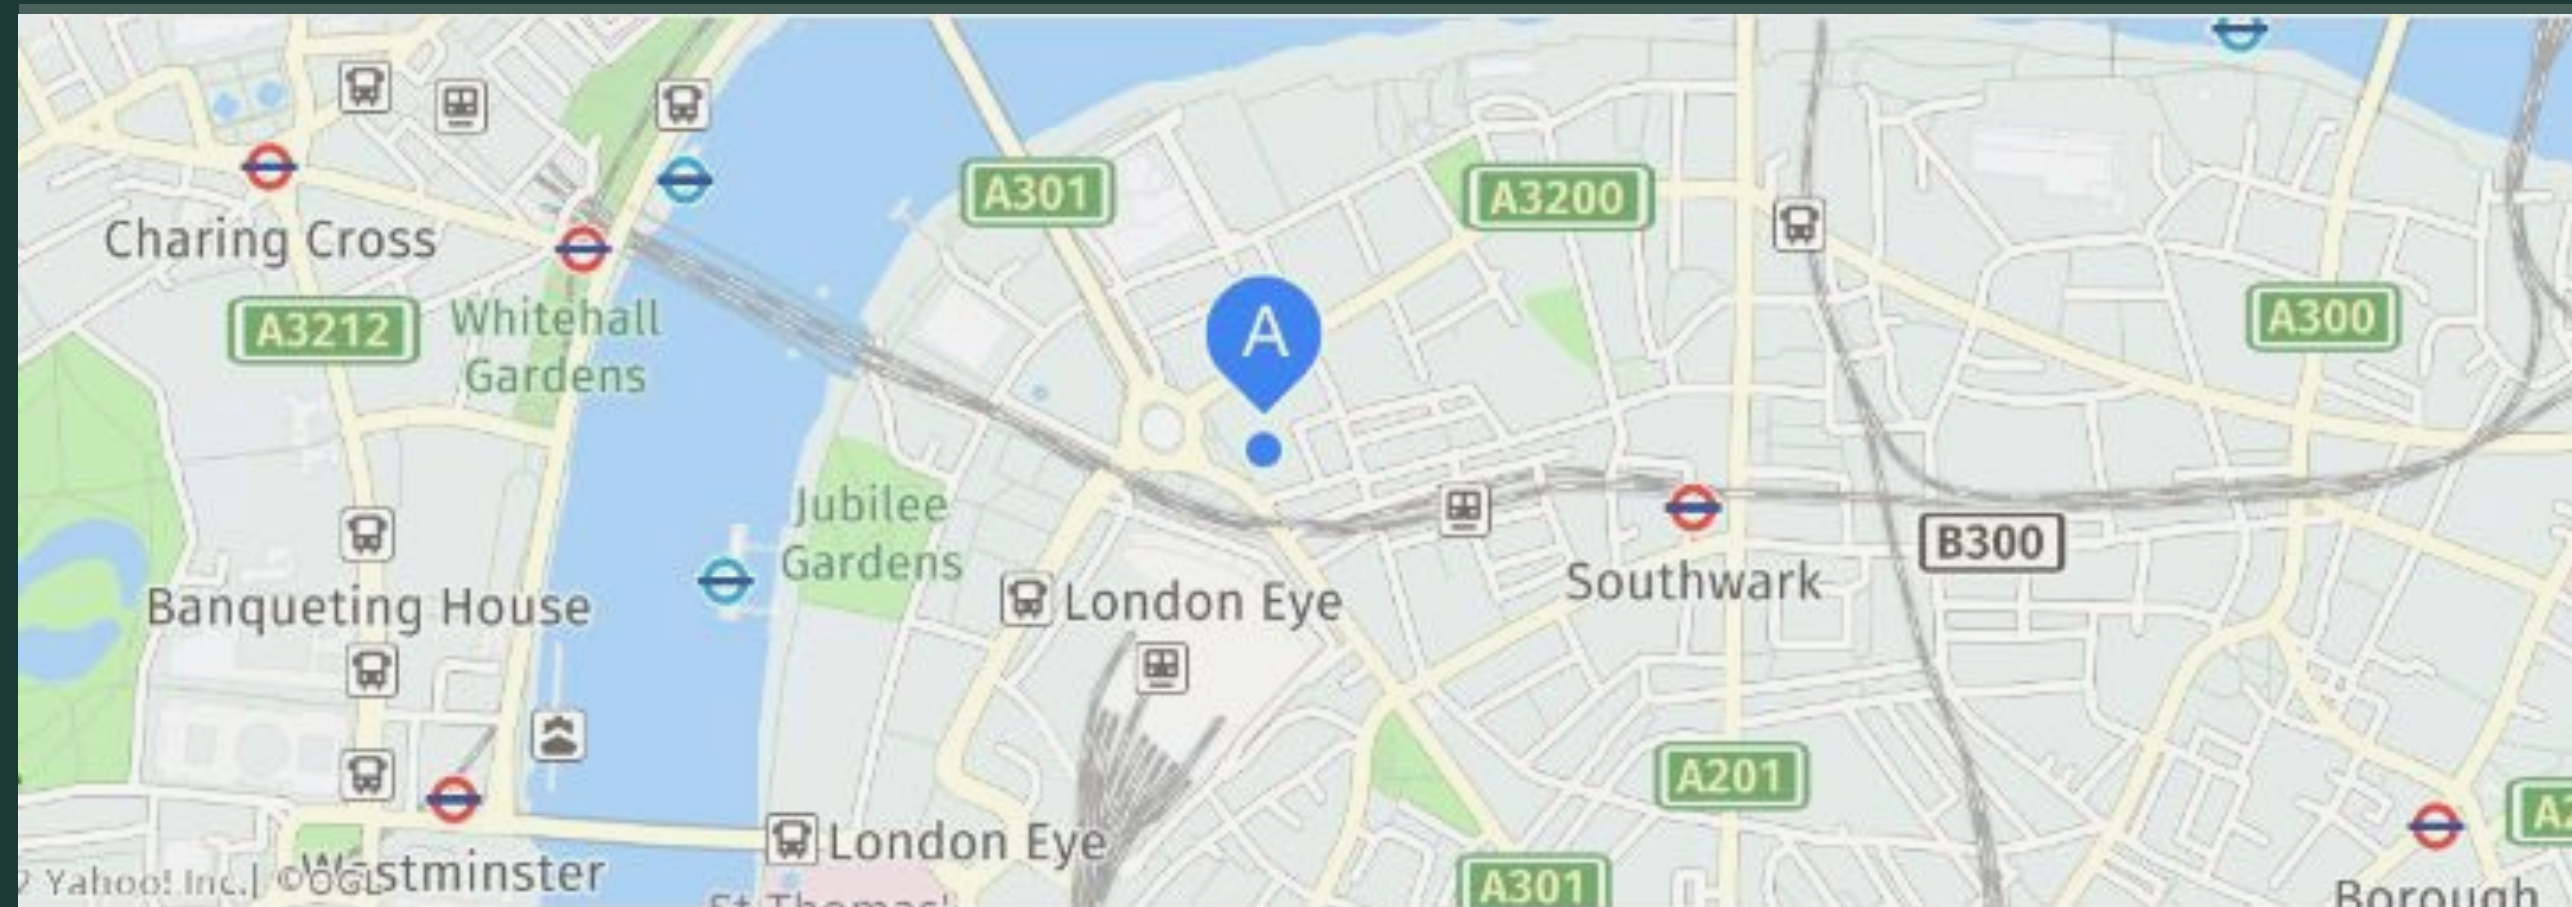 A301
A3200
Charing Cross
A3212
Whitehall
Gardens
A
A300
Jubilee
Gardens
B300
Southwark
London Eye
Banqueting House
A201
London Eye
Westminster
Yahoo! Inc.| ©OGL
A301
Borough